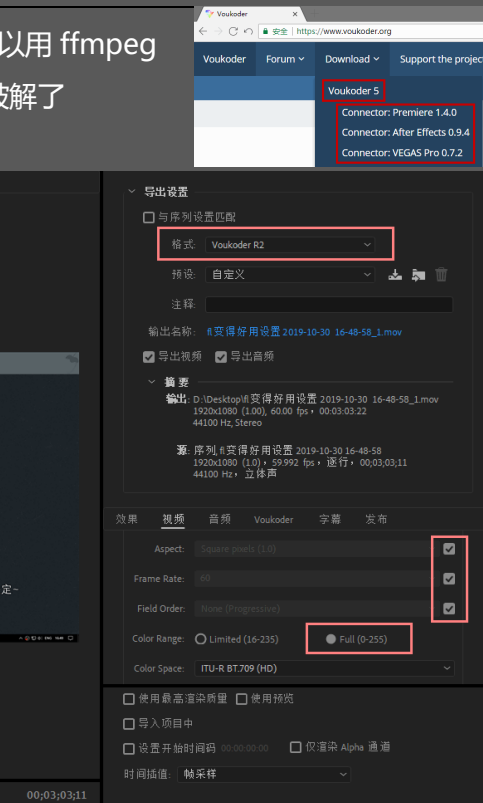 以用 ffmpeg
破解了
Voukoder
安全 | https://www.voukoder.org
Voukoder Forum Download Support the project
Voukoder 5
Connector: Premiere 1.4.0
Connector: After Effects 0.9.4
Connector: VEGAS Pro 0.7.2
导出设置
与序列设置匹配
格式: Voukoder R2
预设: 自定义
注释:
输出名称: fl变得好用设置 2019-10-30 16-48-58_1.mov
导出视频 导出音频
摘要
输出: D:\Desktop\fl变得好用设置 2019-10-30 16-48-58_1.mov
1920x1080 (1.00), 60.00 fps, 00:03:03:22
44100 Hz, Stereo
源: 序列, fl变得好用设置 2019-10-30 16-48-58
1920x1080 (1.0), 59.992 fps, 逐行, 00;03;03;11
44100 Hz, 立体声
效果 视频 音频 Voukoder 字幕 发布
Aspect: Square pixels (1.0)
Frame Rate: 60
定~
Field Order: None (Progressive)
Color Range: Limited (16-235) Full (0-255)
Color Space: ITU-R BT.709 (HD)
使用最高渲染质量 使用预览
导入项目中
设置开始时间码 00:00:00:00 仅渲染 Alpha 通道
时间插值: 帧采样
00;03;03;11